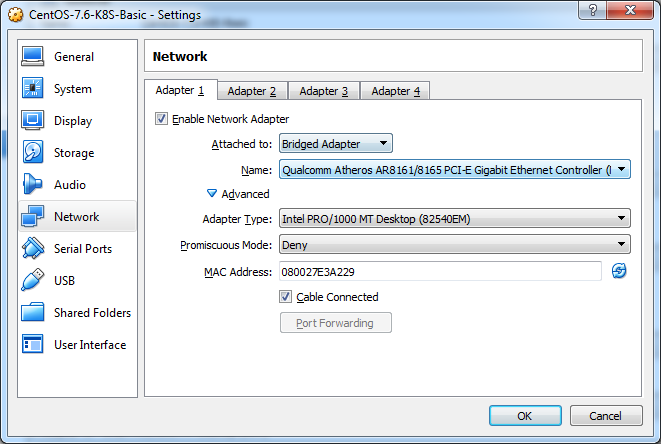 CentOS-7.6-K8S-Basic - Settings
General
System
Display
Storage
Audio
Network
Serial Ports
USB
Shared Folders
User Interface
Network
Adapter 1 Adapter 2 Adapter 3 Adapter 4
Enable Network Adapter
Attached to: Bridged Adapter
Name: Qualcomm Atheros AR8161/8165 PCI-E Gigabit Ethernet Controller (
Advanced
Adapter Type: Intel PRO/1000 MT Desktop (82540EM)
Promiscuous Mode: Deny
MAC Address: 080027E3A229
Cable Connected
Port Forwarding
OK Cancel